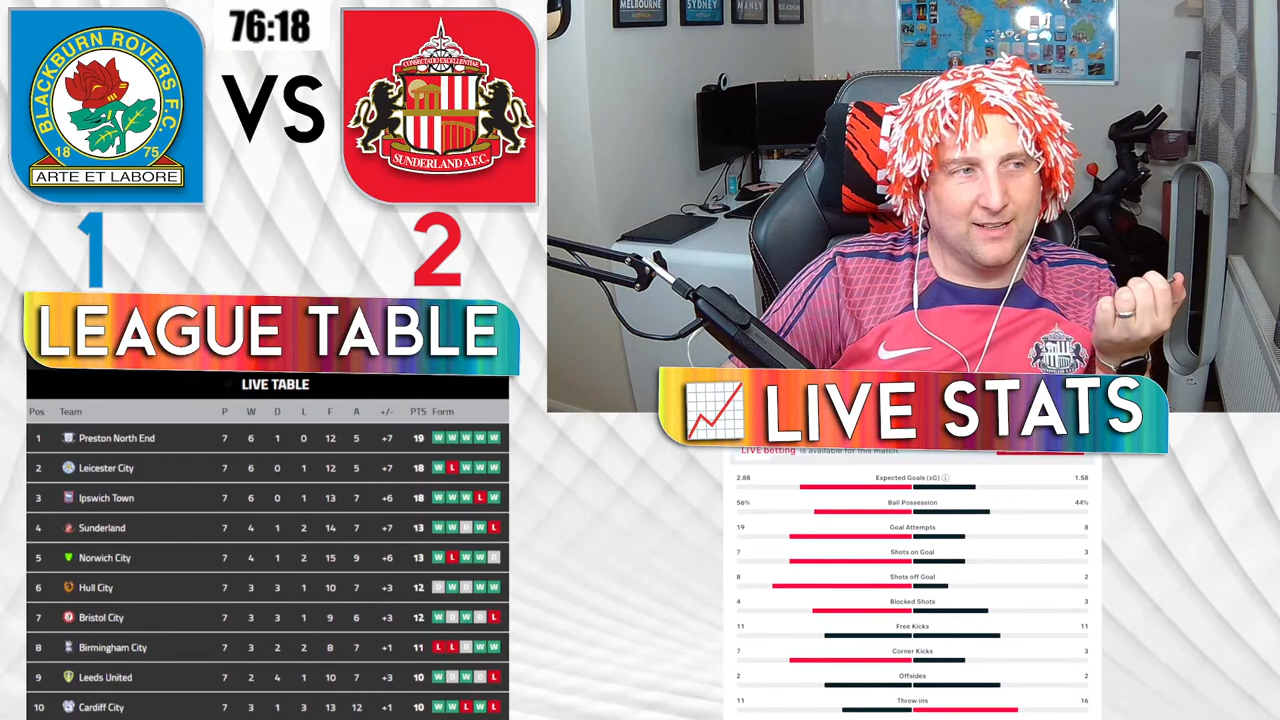 BLACKBURN ROVERS F.C.
18 75
ARTE ET LABORE
76:18
VS
CONSECTATIO EXCELLENTIAE
SUNDERLAND A.F.C.
1 2
MELBOURNE
SYDNEY
MANLY
LEAGUE TABLE
LIVE TABLE
Pos Team P W D L F A +/- PTS Form
1 Preston North End 7 6 1 0 12 5 +7 19 W W W W W
2 Leicester City 7 6 0 1 12 5 +7 18 W L W W W
3 Ipswich Town 7 6 0 1 13 7 +6 18 W W W L W
4 Sunderland 7 4 1 2 14 7 +7 13 W W D W L
5 Norwich City 7 4 1 2 15 9 +6 13 W L W W D
6 Hull City 7 3 3 1 10 7 +3 12 D W D W W
7 Bristol City 7 3 3 1 9 6 +3 12 W D W D L
8 Birmingham City 7 3 2 2 8 7 +1 11 L L D W W
9 Leeds United 7 2 4 1 10 7 +3 10 W D W D L
10 Cardiff City 7 3 1 3 13 12 +1 10 W W L W L
LIVE STATS
LIVE betting is available for this match.
2.88 Expected Goals (xG) 1.58
56% Ball Possession 44%
19 Goal Attempts 8
7 Shots on Goal 3
8 Shots off Goal 2
4 Blocked Shots 3
11 Free Kicks 11
7 Corner Kicks 3
2 Offsides 2
11 Throw-ins 16